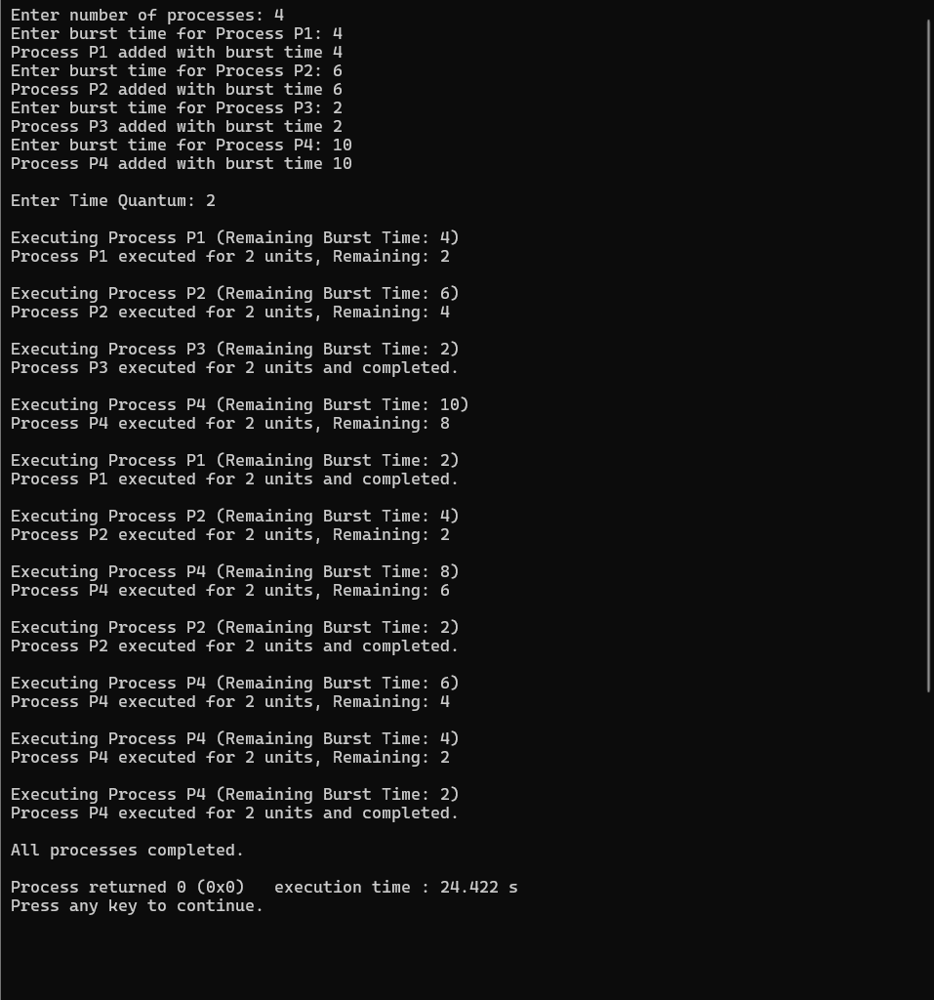 Enter number of processes: 4
Enter burst time for Process P1: 4
Process P1 added with burst time 4
Enter burst time for Process P2: 6
Process P2 added with burst time 6
Enter burst time for Process P3: 2
Process P3 added with burst time 2
Enter burst time for Process P4: 10
Process P4 added with burst time 10

Enter Time Quantum: 2

Executing Process P1 (Remaining Burst Time: 4)
Process P1 executed for 2 units, Remaining: 2

Executing Process P2 (Remaining Burst Time: 6)
Process P2 executed for 2 units, Remaining: 4

Executing Process P3 (Remaining Burst Time: 2)
Process P3 executed for 2 units and completed.

Executing Process P4 (Remaining Burst Time: 10)
Process P4 executed for 2 units, Remaining: 8

Executing Process P1 (Remaining Burst Time: 2)
Process P1 executed for 2 units and completed.

Executing Process P2 (Remaining Burst Time: 4)
Process P2 executed for 2 units, Remaining: 2

Executing Process P4 (Remaining Burst Time: 8)
Process P4 executed for 2 units, Remaining: 6

Executing Process P2 (Remaining Burst Time: 2)
Process P2 executed for 2 units and completed.

Executing Process P4 (Remaining Burst Time: 6)
Process P4 executed for 2 units, Remaining: 4

Executing Process P4 (Remaining Burst Time: 4)
Process P4 executed for 2 units, Remaining: 2

Executing Process P4 (Remaining Burst Time: 2)
Process P4 executed for 2 units and completed.

All processes completed.

Process returned 0 (0x0)   execution time : 24.422 s
Press any key to continue.